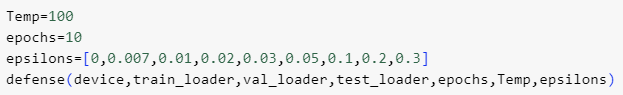 Temp=100
epochs=10
epsilons=[0,0.007,0.01,0.02,0.03,0.05,0.1,0.2,0.3]
defense(device,train_loader,val_loader,test_loader,epochs,Temp,epsilons)